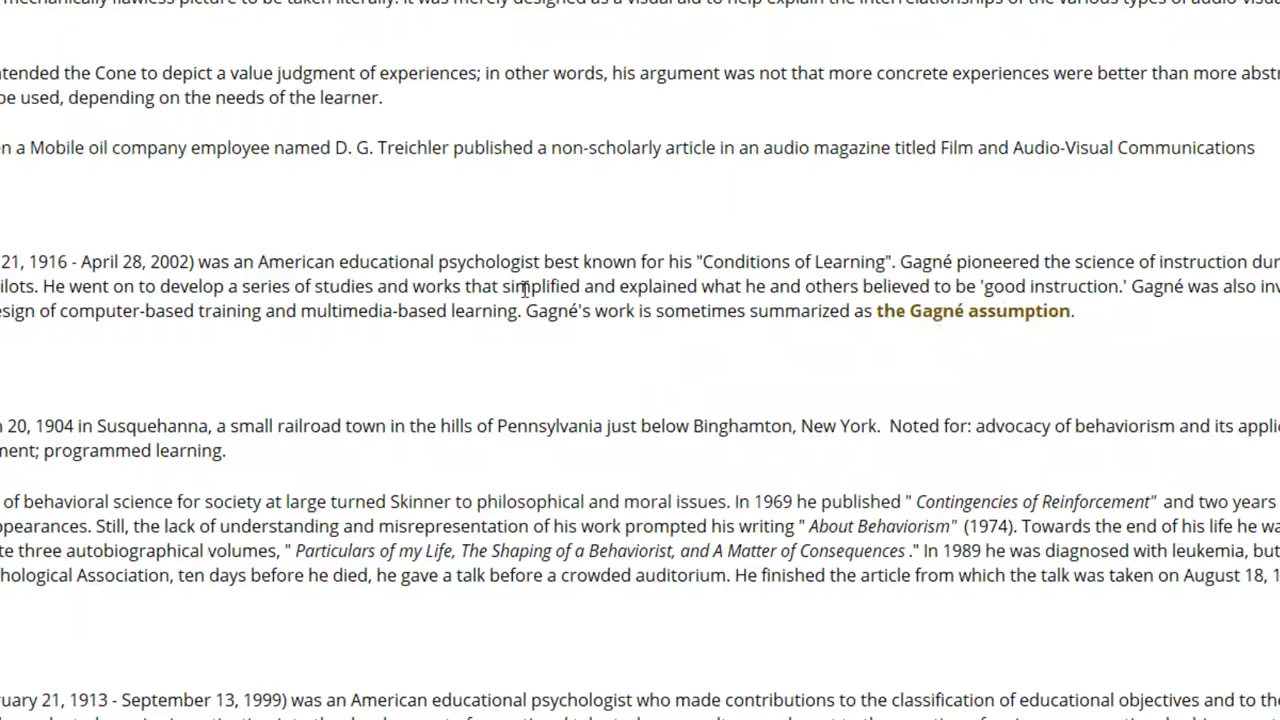 mechanically flawless picture to be taken literally. It was merely designed as a visual aid to help explain the interrelationships of the various types of
ntended the Cone to depict a value judgment of experiences; in other words, his argument was not that more concrete experiences were better than more abstr
be used, depending on the needs of the learner.
n a Mobile oil company employee named D. G. Treichler published a non-scholarly article in an audio magazine titled Film and Audio-Visual Communications
21, 1916 - April 28, 2002) was an American educational psychologist best known for his "Conditions of Learning". Gagné pioneered the science of instruction dur
ilots. He went on to develop a series of studies and works that simplified and explained what he and others believed to be 'good instruction.' Gagné was also inv
esign of computer-based training and multimedia-based learning. Gagné's work is sometimes summarized as the Gagné assumption.
20, 1904 in Susquehanna, a small railroad town in the hills of Pennsylvania just below Binghamton, New York.  Noted for: advocacy of behaviorism and its appli
ment; programmed learning.
of behavioral science for society at large turned Skinner to philosophical and moral issues. In 1969 he published " Contingencies of Reinforcement" and two years
ppearances. Still, the lack of understanding and misrepresentation of his work prompted his writing " About Behaviorism" (1974). Towards the end of his life he wa
te three autobiographical volumes, " Particulars of my Life, The Shaping of a Behaviorist, and A Matter of Consequences ." In 1989 he was diagnosed with leukemia, but
hological Association, ten days before he died, he gave a talk before a crowded auditorium. He finished the article from which the talk was taken on August 18, 1
ruary 21, 1913 - September 13, 1999) was an American educational psychologist who made contributions to the classification of educational objectives and to the